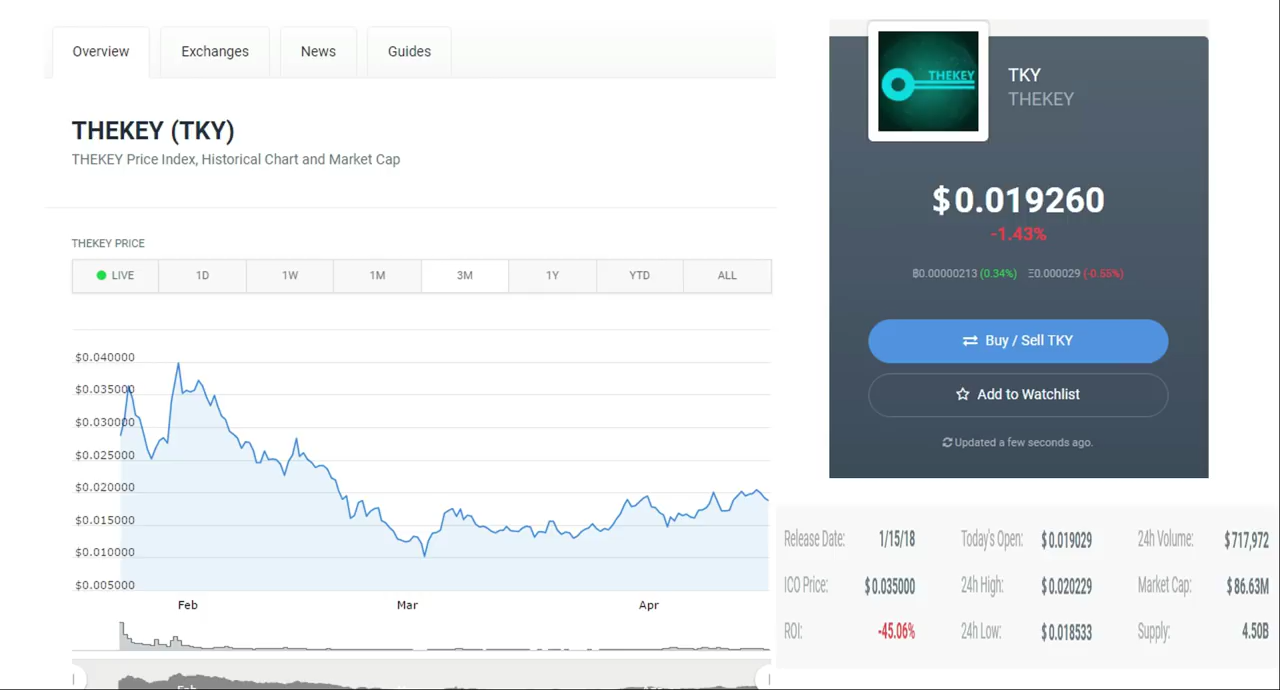 Overview Exchanges News Guides
THEKEY (TKY)
THEKEY Price Index, Historical Chart and Market Cap
THEKEY PRICE
LIVE 1D 1W 1M 3M 1Y YTD ALL
$0.040000
$0.035000
$0.030000
$0.025000
$0.020000
$0.015000
$0.010000
$0.005000
Feb Mar Apr
THEKEY
TKY
THEKEY
$0.019260
-1.43%
฿0.00000213 (0.34%) Ξ0.000029 (-0.55%)
Buy / Sell TKY
Add to Watchlist
Updated a few seconds ago.
Release Date: 1/15/18 Today's Open: $0.019029 24h Volume: $717,972
ICO Price: $0.035000 24h High: $0.020229 Market Cap: $86.63M
ROI: -45.06% 24h Low: $0.018533 Supply: 4.50B